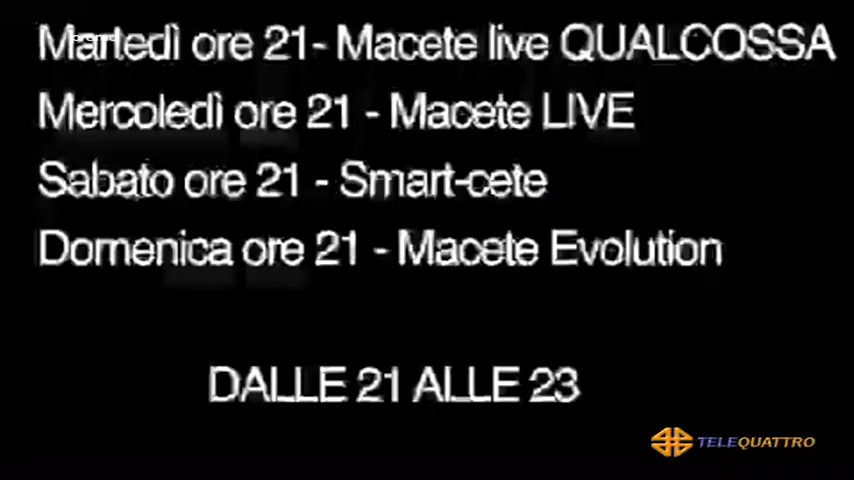 Martedì ore 21- Macete live QUALCOSSA
Mercoledì ore 21 - Macete LIVE
Sabato ore 21 - Smart-cete
Domenica ore 21 - Macete Evolution
DALLE 21 ALLE 23
TELEQUATTRO